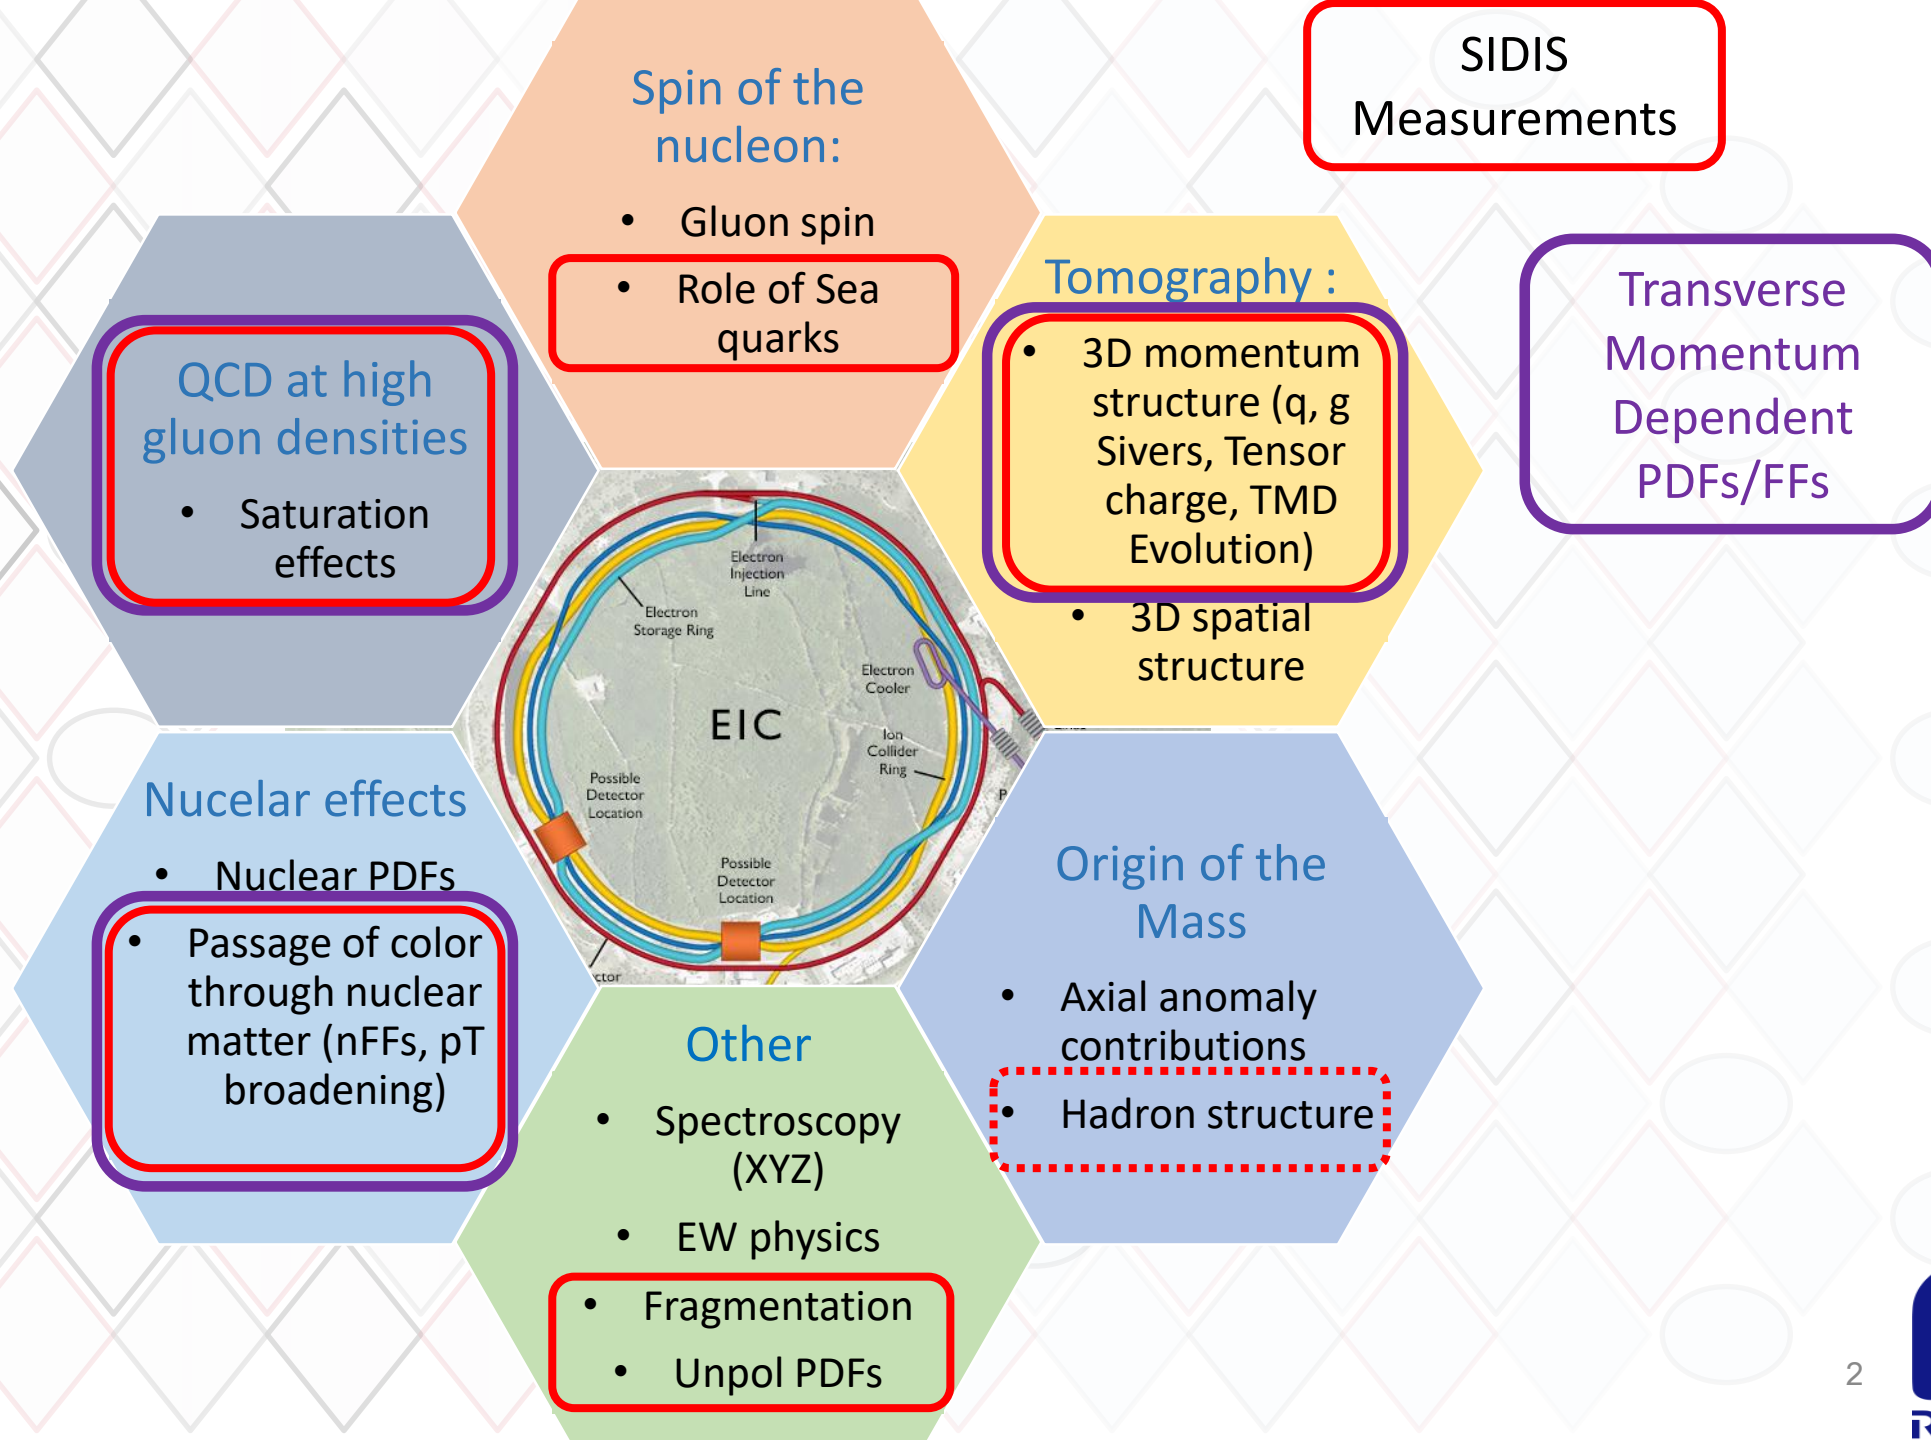 SIDIS
Measurements
Transverse
Momentum
Dependent
PDFs/FFs
Spin of the
nucleon:
• Gluon spin
• Role of Sea
quarks
Tomography :
• 3D momentum
structure (q, g
Sivers, Tensor
charge, TMD
Evolution)
• 3D spatial
structure
QCD at high
gluon densities
• Saturation
effects
Electron
Injection
Line
Electron
Storage Ring
Electron
Cooler
EIC
Ion
Collider
Ring
Possible
Detector
Location
Possible
Detector
Location
ctor
P
Nucelar effects
• Nuclear PDFs
• Passage of color
through nuclear
matter (nFFs, pT
broadening)
Origin of the
Mass
• Axial anomaly
contributions
• Hadron structure
Other
• Spectroscopy
(XYZ)
• EW physics
• Fragmentation
• Unpol PDFs
2